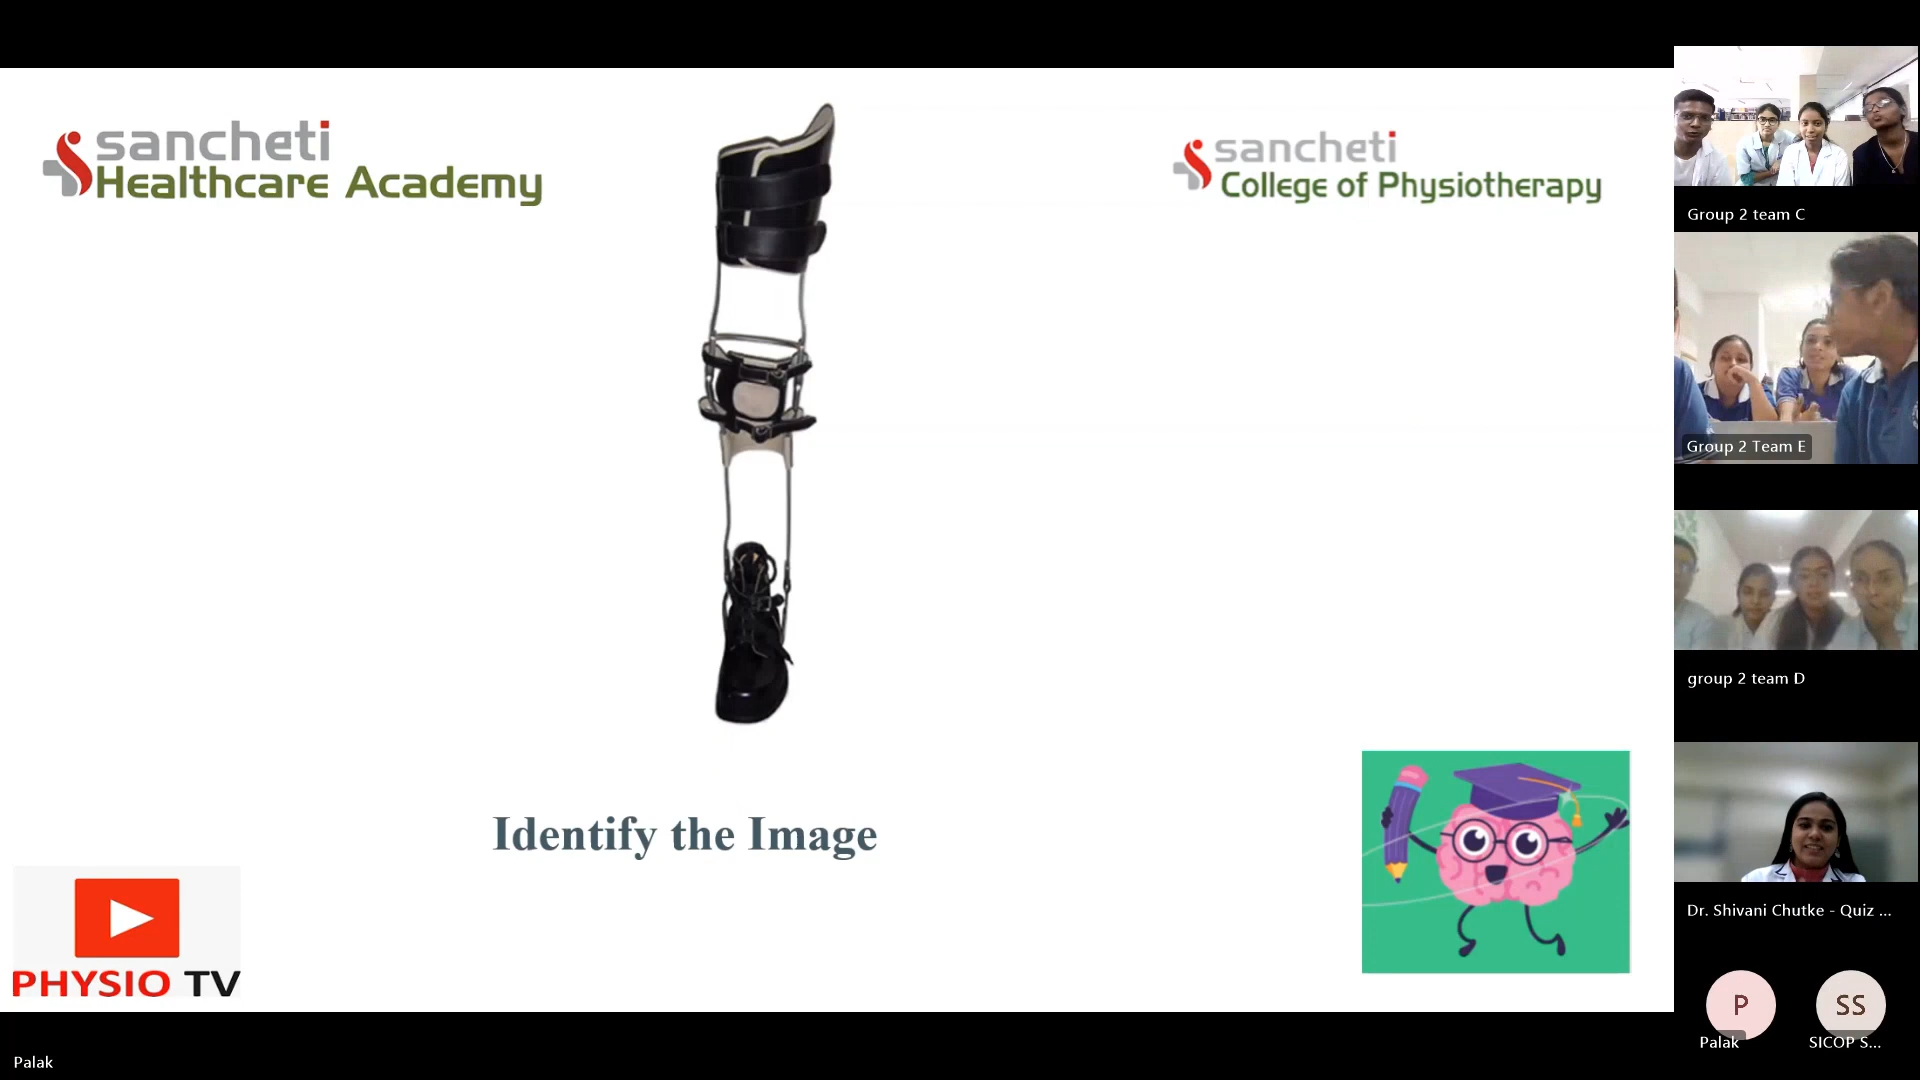 sancheti
Healthcare Academy
sancheti
College of Physiotherapy
Identify the Image
PHYSIO TV
Palak
Group 2 team C
Group 2 Team E
group 2 team D
Dr. Shivani Chutke - Quiz ...
P
SS
Palak
SICOP S...